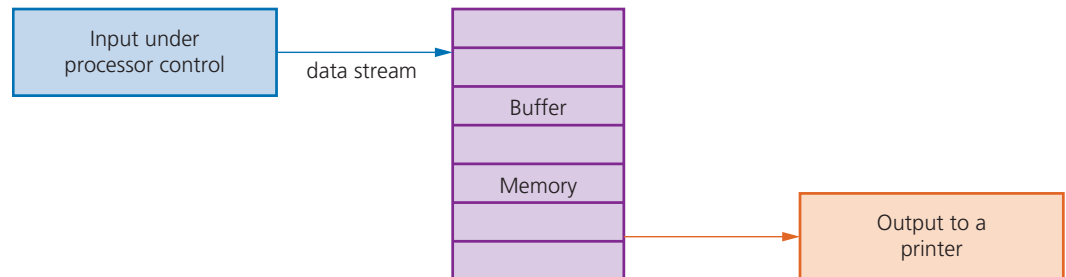 Input under
processor control
data stream
Buffer
Memory
Output to a
printer